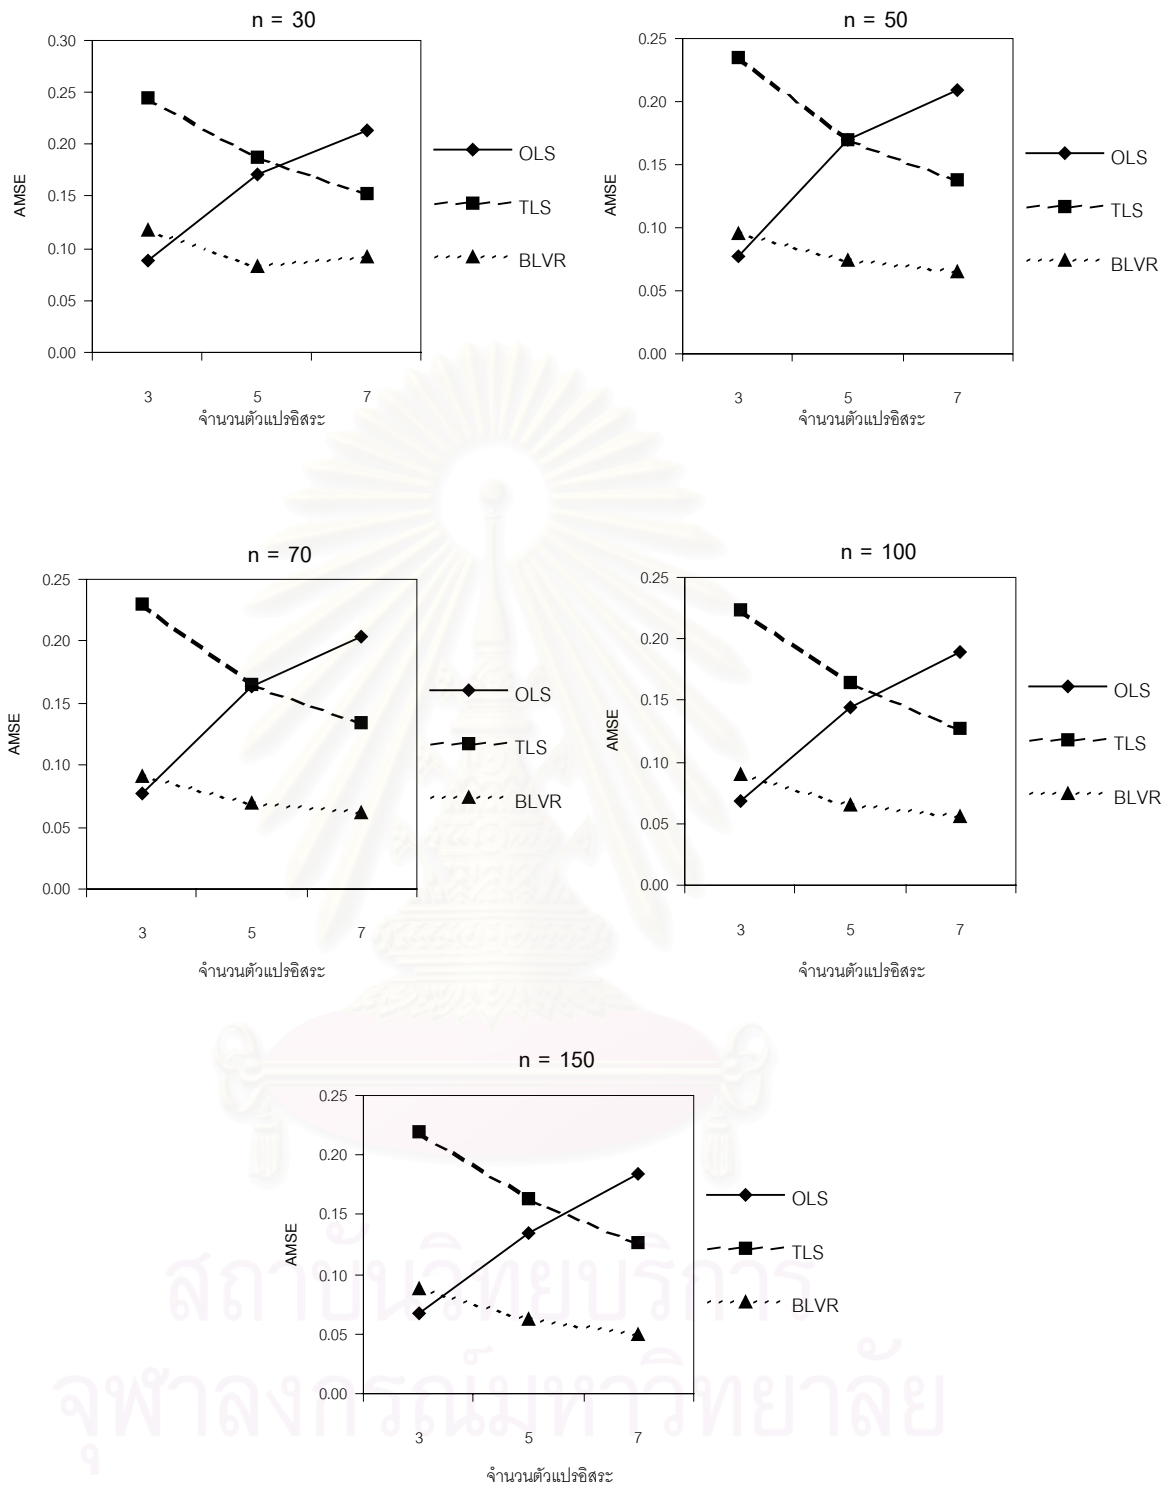 n = 30
0.30
0.25
0.20
0.15
0.10
0.05
0.00
AMSE
3 5 7
จำนวนตัวแปรอิสระ
OLS
TLS
BLVR
n = 50
0.25
0.20
0.15
0.10
0.05
0.00
AMSE
3 5 7
จำนวนตัวแปรอิสระ
OLS
TLS
BLVR
n = 70
0.25
0.20
0.15
0.10
0.05
0.00
AMSE
3 5 7
จำนวนตัวแปรอิสระ
OLS
TLS
BLVR
n = 100
0.25
0.20
0.15
0.10
0.05
0.00
AMSE
3 5 7
จำนวนตัวแปรอิสระ
OLS
TLS
BLVR
n = 150
0.25
0.20
0.15
0.10
0.05
0.00
AMSE
3 5 7
จำนวนตัวแปรอิสระ
OLS
TLS
BLVR
สถาบันวิทยบริการ
จุฬาลงกรณ์มหาวิทยาลัย